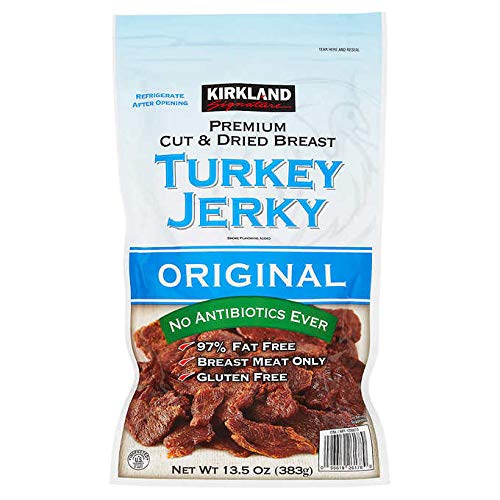 TEAR HERE AND RESEAL
REFRIGERATE
AFTER OPENING
KIRKLAND
Signature
PREMIUM
CUT & DRIED BREAST
TURKEY
JERKY
SMOKE FLAVORING ADDED
ORIGINAL
NO ANTIBIOTICS EVER
97% FAT FREE
BREAST MEAT ONLY
GLUTEN FREE
NET WT 13.5 OZ (383g)